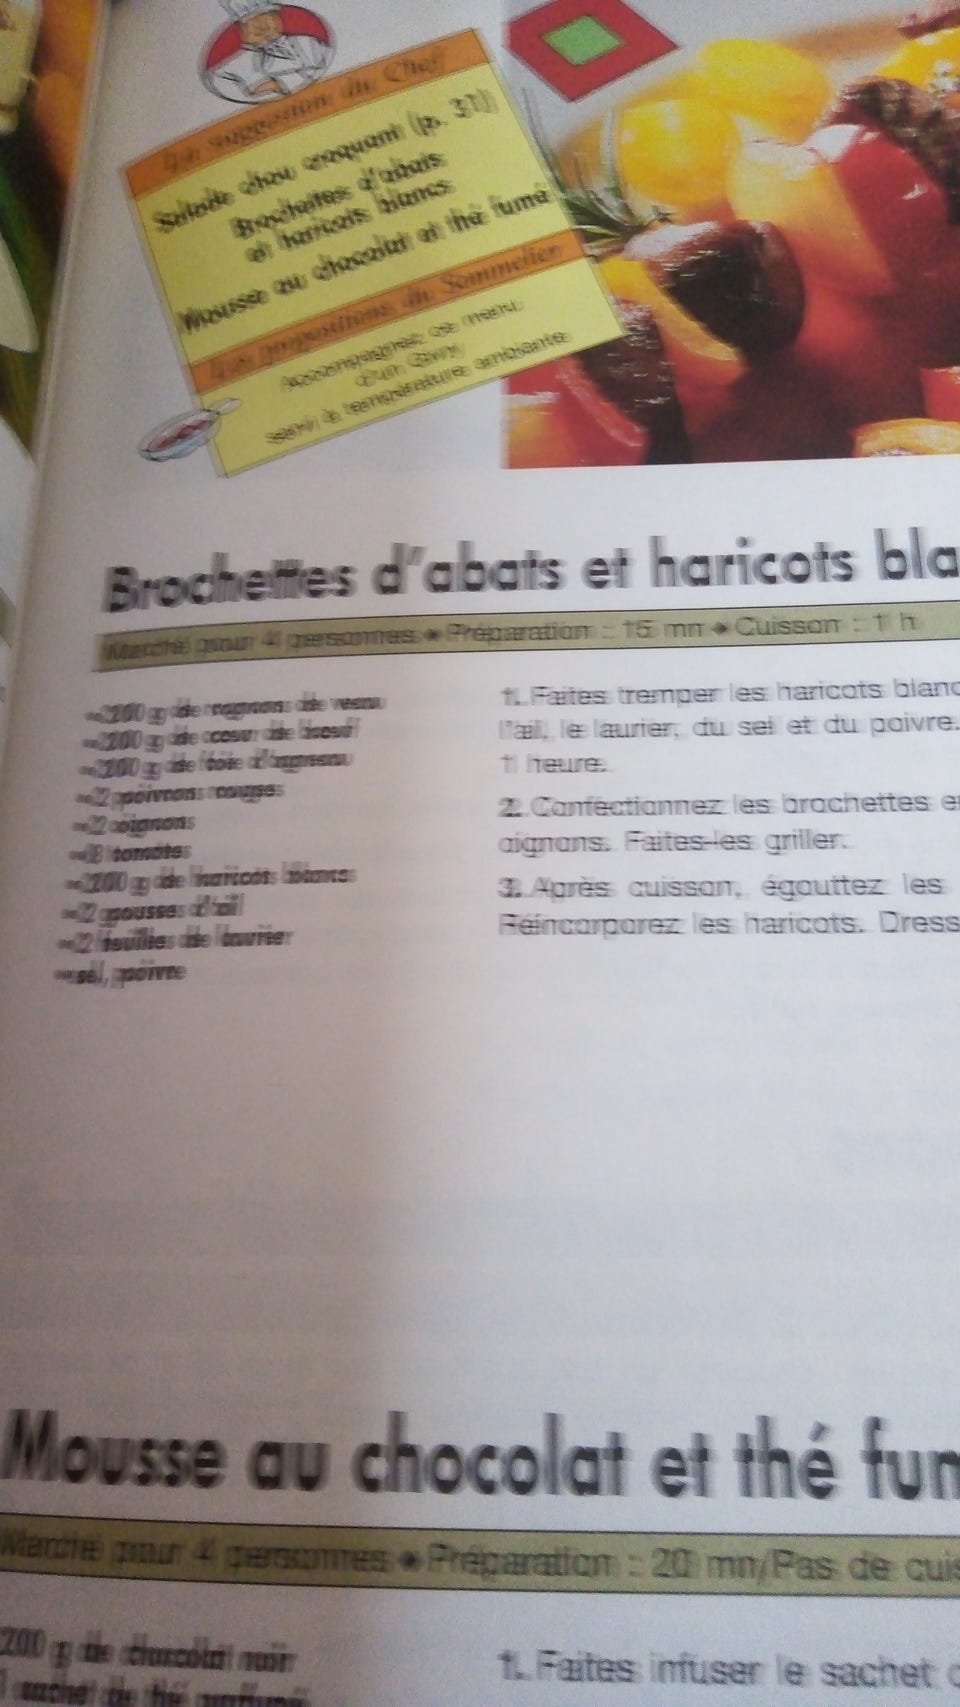 La suggestion du Chef
Salade chou croquant (p. 31)
Brochettes d'abats
et haricots blancs
Mousse au chocolat et thé fumé
Les propositions du Sommelier
Accompagnez ce menu
d'un
servi à température ambiante
Brochettes d'abats et haricots bla
Marché pour 4 personnes • Préparation : 15 mn • Cuisson : 1 h
200 g de rognons de veau
200 g de cœur de bœuf
200 g de foie d'agneau
2 poivrons rouges
2 oignons
8 tomates
200 g de haricots blancs
2 gousses d'ail
2 feuilles de laurier
sel, poivre
1. Faites tremper les haricots blanc
l'ail, le laurier, du sel et du poivre.
1 heure.
2. Confectionnez les brochettes e
oignons. Faites-les griller.
3. Après cuisson, égouttez les
Réincorporez les haricots. Dress
Mousse au chocolat et thé fum
Marché pour 4 personnes • Préparation : 20 mn/Pas de cuis
200 g de chocolat noir
1 sachet de thé
1. Faites infuser le sachet